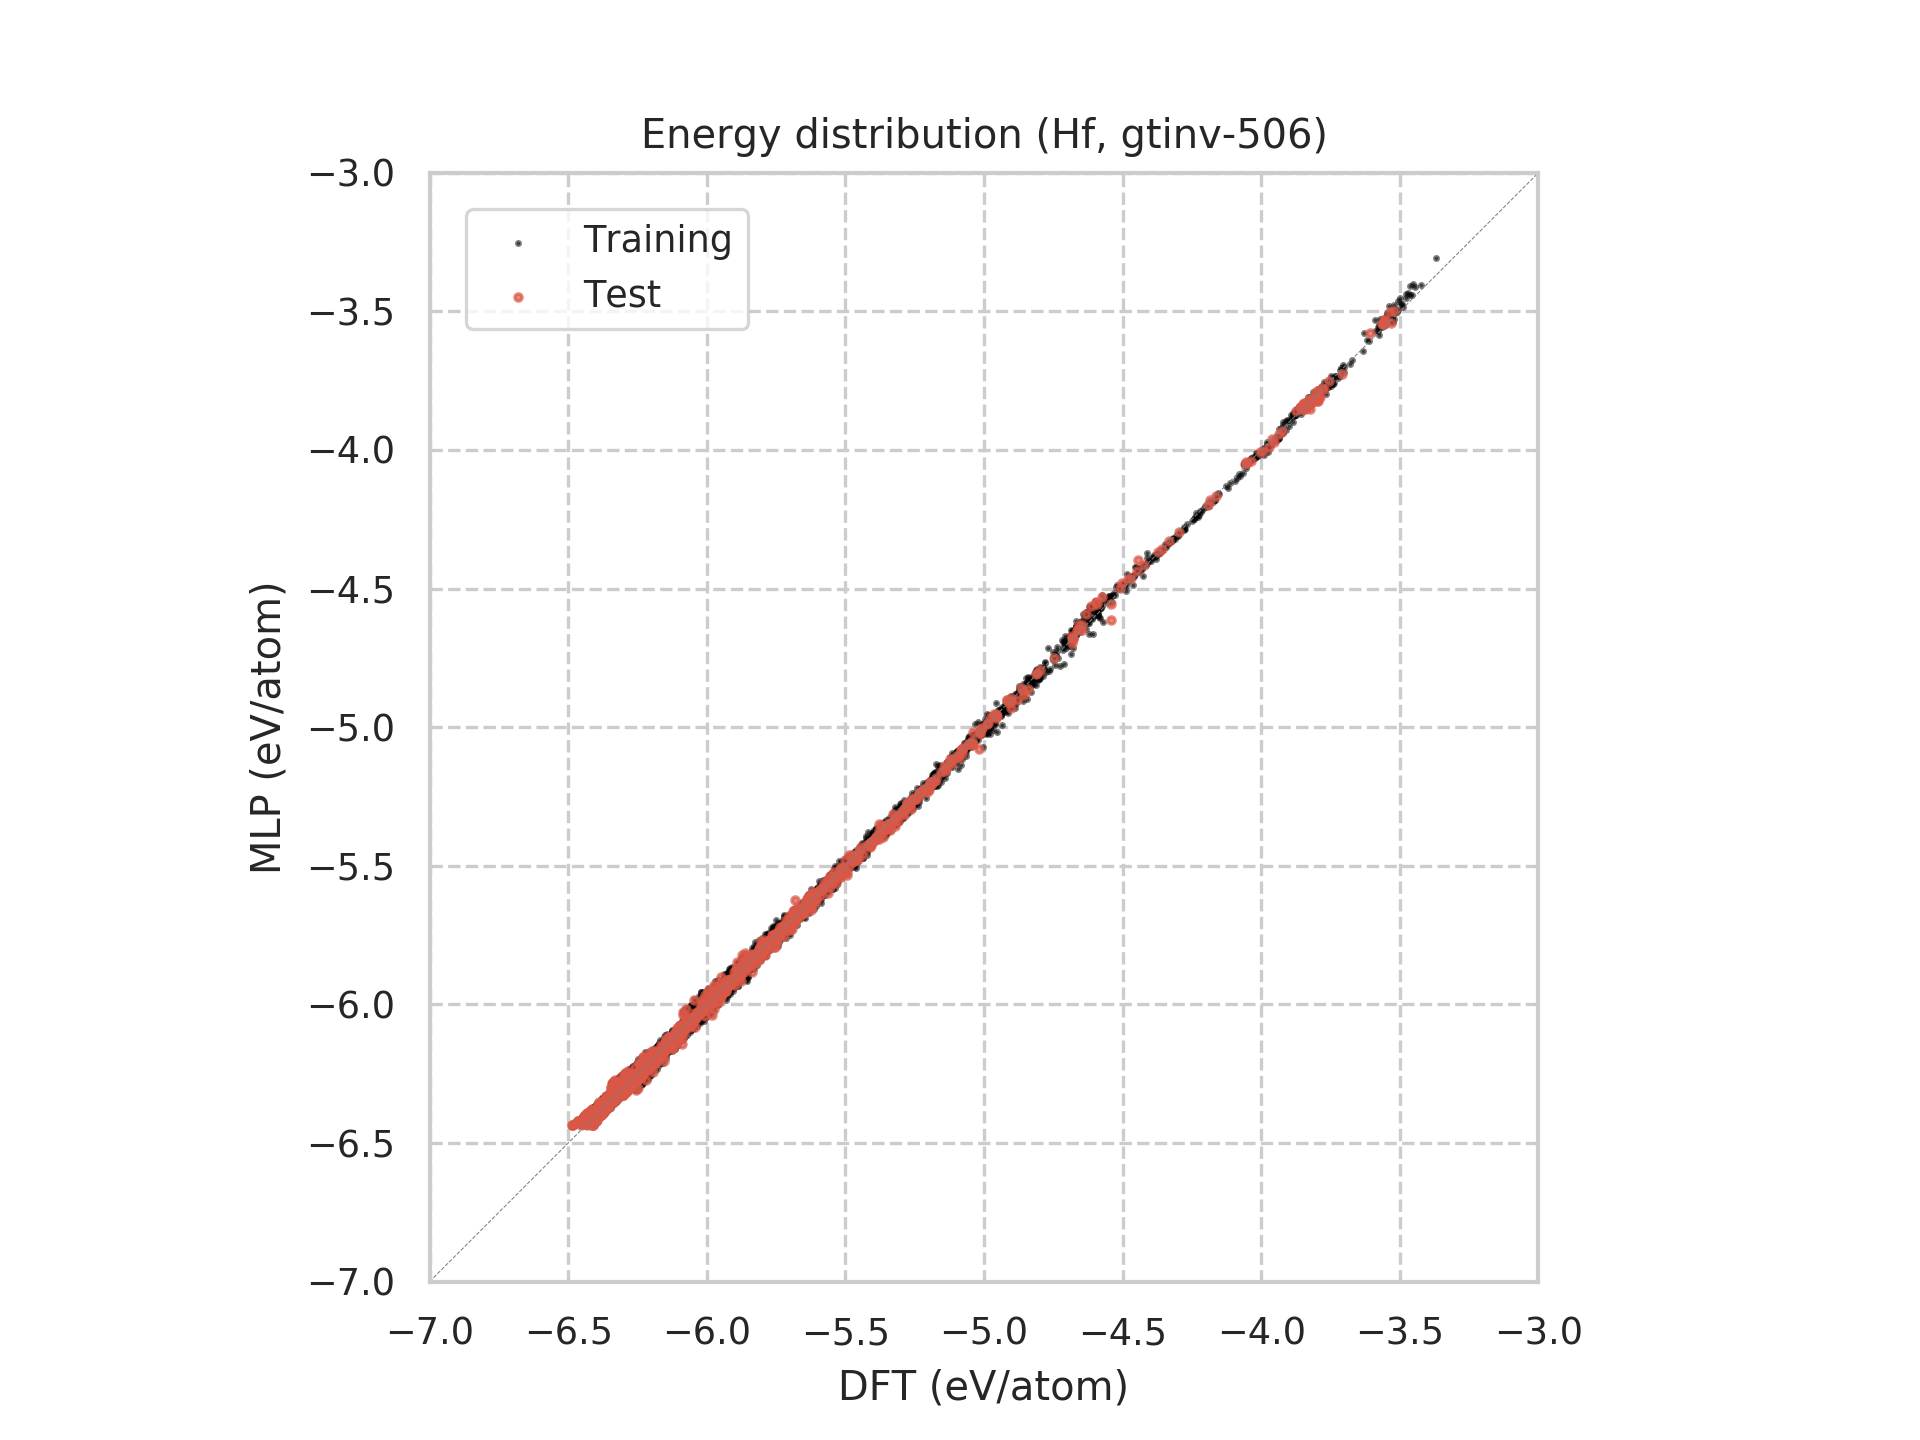 Energy distribution (Hf, gtinv-506)
−3.0
−3.5
−4.0
−4.5
−5.0
−5.5
−6.0
−6.5
−7.0
MLP (eV/atom)
Training
Test
−7.0 −6.5 −6.0 −5.5 −5.0 −4.5 −4.0 −3.5 −3.0
DFT (eV/atom)